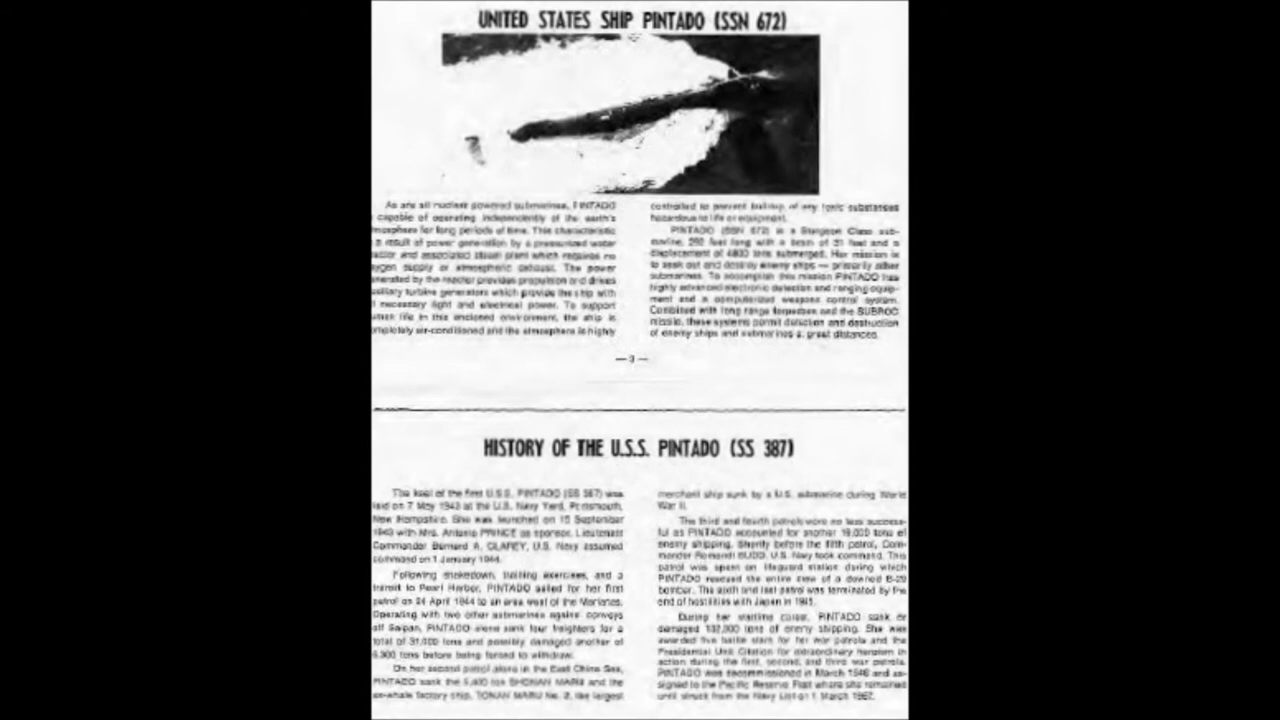 UNITED STATES SHIP PINTADO (SSN 672)
As are all nuclear powered submarines, PINTADO
capable of operating independently of the earth's
mosphere for long periods of time. This characteristic
a result of power generation by a pressurized water
actor and associated steam plant which requires no
ygen supply or atmospheric exhaust. The power
enerated by the reactor provides propulsion and drives
uxiliary turbine generators which provide the ship with
l necessary light and electrical power. To support
uman life in this enclosed environment, the ship is
ompletely air-conditioned and the atmosphere is highly
controlled to prevent buildup of any toxic substances
hazardous to life or equipment.
PINTADO (SSN 672) is a Sturgeon Class sub-
marine, 292 feet long with a beam of 31 feet and a
displacement of 4800 tons submerged. Her mission is
to seek out and destroy enemy ships — primarily other
submarines. To accomplish this mission PINTADO has
highly advanced electronic detection and ranging equip-
ment and a computerized weapons control system.
Combined with long range torpedoes and the SUBROC
missile, these systems permit detection and destruction
of enemy ships and submarines at great distances.
— 3 —
HISTORY OF THE U.S.S. PINTADO (SS 387)
The keel of the first U.S.S. PINTADO (SS 387) was
laid on 7 May 1943 at the U.S. Navy Yard, Portsmouth,
New Hampshire. She was launched on 15 September
1943 with Mrs. Antonio PRINCE as sponsor. Lieutenant
Commander Bernard A. CLAREY, U.S. Navy assumed
command on 1 January 1944.
Following shakedown, training exercises, and a
transit to Pearl Harbor, PINTADO sailed for her first
patrol on 24 April 1944 to an area west of the Marianas.
Operating with two other submarines against convoys
off Saipan, PINTADO alone sank four freighters for a
total of 31,000 tons and possibly damaged another of
6,300 tons before being forced to withdraw.
On her second patrol alone in the East China Sea,
PINTADO sank the 5,400 ton SHONAN MARU and the
ex-whale factory ship, TONAN MARU No. 2, the largest
merchant ship sunk by a U.S. submarine during World
War II.
The third and fourth patrols were no less success-
ful as PINTADO accounted for another 19,000 tons of
enemy shipping. Shortly before the fifth patrol, Com-
mander Romondt BUDD, U.S. Navy took command. This
patrol was spent on lifeguard station during which
PINTADO rescued the entire crew of a downed B-29
bomber. The sixth and last patrol was terminated by the
end of hostilities with Japan in 1945.
During her wartime career, PINTADO sank or
damaged 132,000 tons of enemy shipping. She was
awarded five battle stars for her war patrols and the
Presidential Unit Citation for extraordinary heroism in
action during the first, second, and third war patrols.
PINTADO was decommissioned in March 1946 and as-
signed to the Pacific Reserve Fleet where she remained
until struck from the Navy List on 1 March 1967.